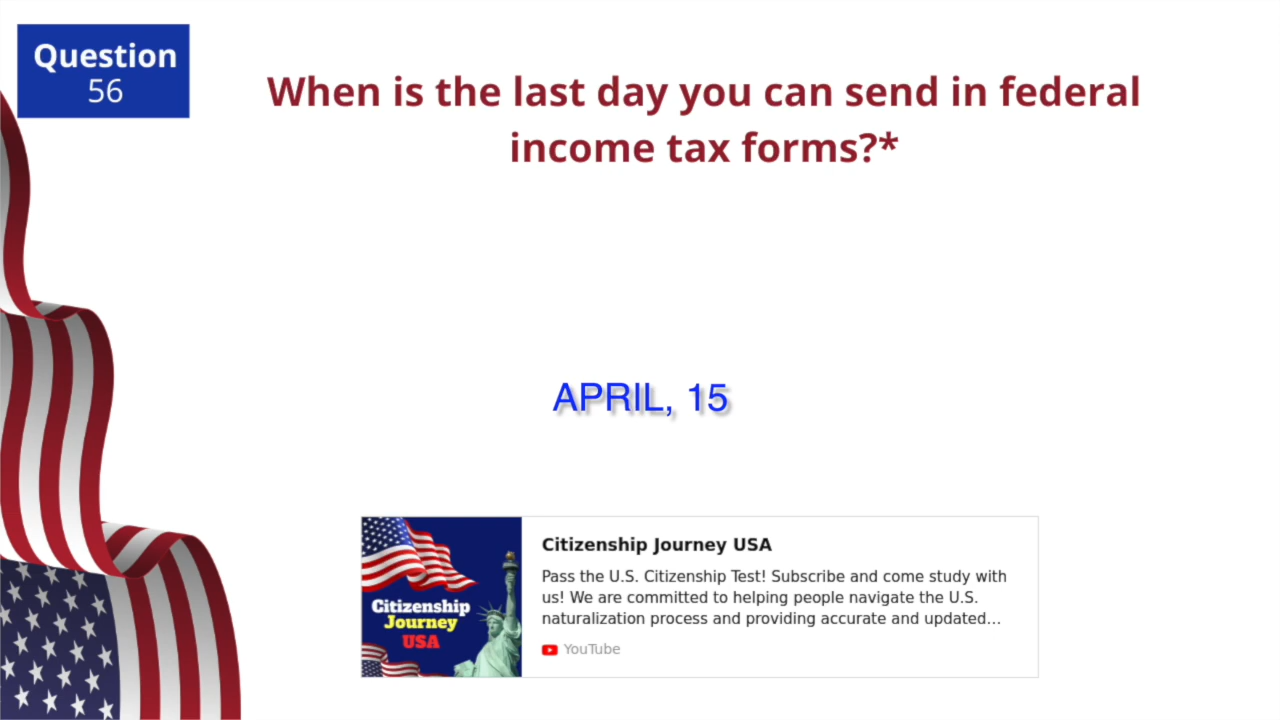 Question
56
When is the last day you can send in federal
income tax forms?*
APRIL, 15
Citizenship
Journey
USA
Citizenship Journey USA
Pass the U.S. Citizenship Test! Subscribe and come study with
us! We are committed to helping people navigate the U.S.
naturalization process and providing accurate and updated...
YouTube